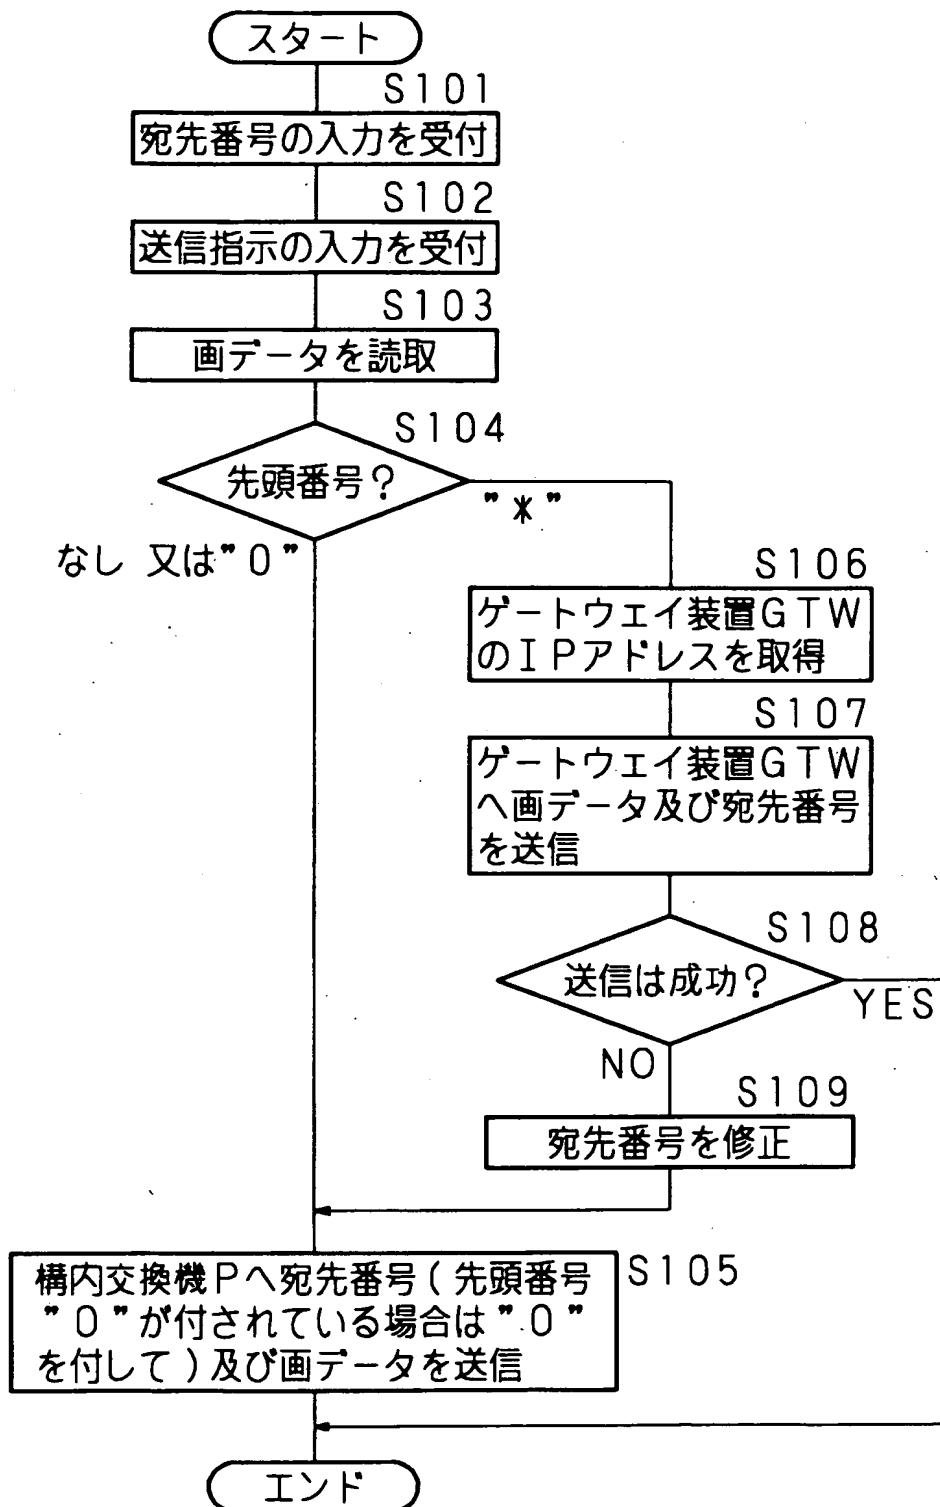 スタート
S101
宛先番号の入力を受付
S102
送信指示の入力を受付
S103
画データを読取
S104
先頭番号?
"*"
なし 又は"0"
S106
ゲートウェイ装置GTW
のIPアドレスを取得
S107
ゲートウェイ装置GTW
へ画データ及び宛先番号
を送信
S108
送信は成功?
YES
NO
S109
宛先番号を修正
S105
構内交換機Pへ宛先番号(先頭番号
"0"が付されている場合は"0"
を付して)及び画データを送信
エンド